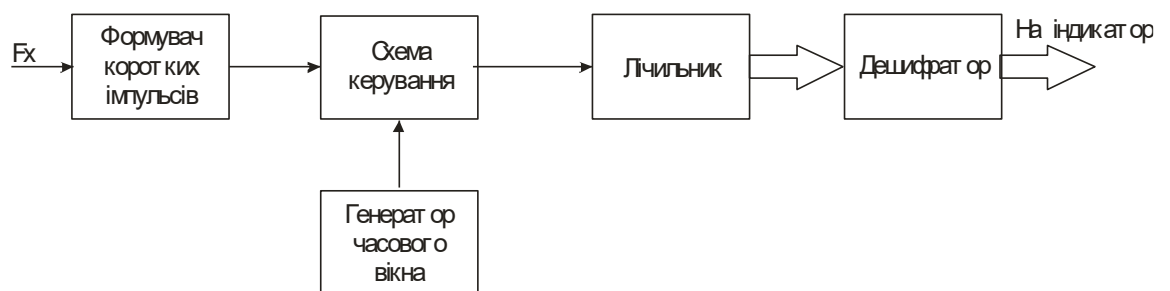 Fx
Формувач
коротких
імпульсів
Схема
керування
Лічильник
Дешифратор
На індикатор
Генератор
часового
вікна